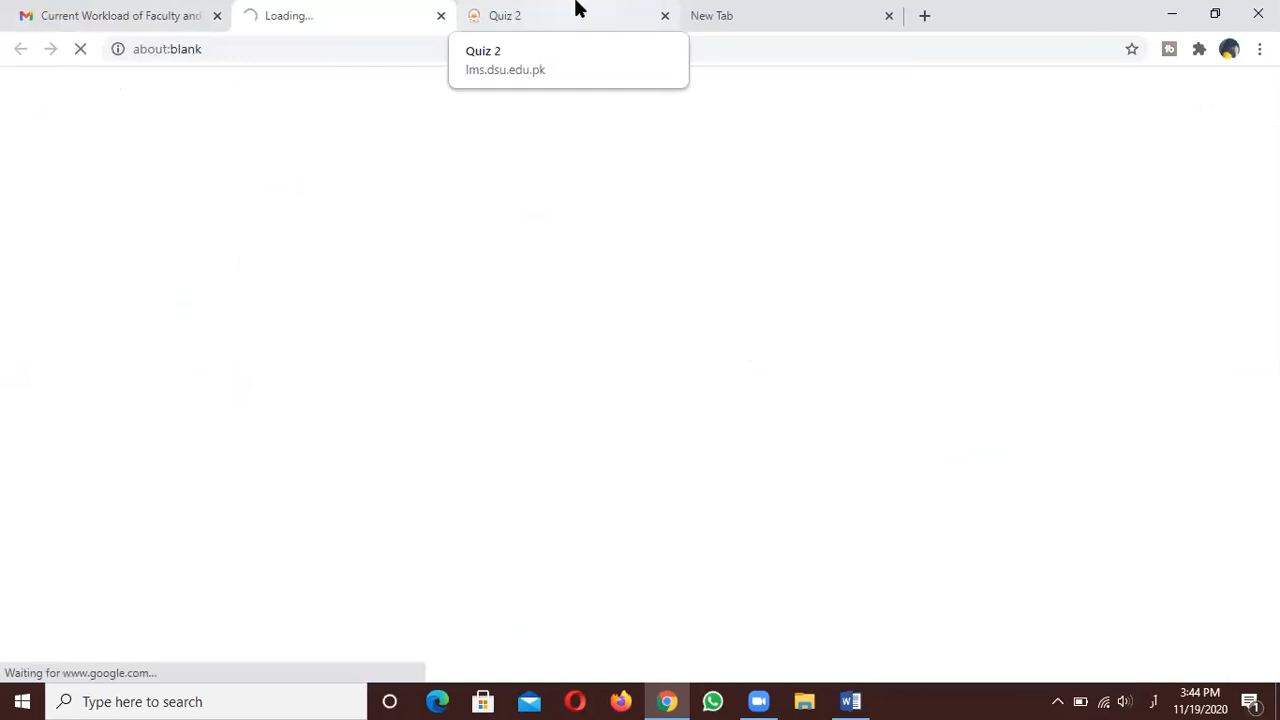 Current Workload of Faculty and
Loading...
Quiz 2
New Tab
about:blank
Quiz 2
lms.dsu.edu.pk
Waiting for www.google.com...
Type here to search
3:44 PM
11/19/2020
1